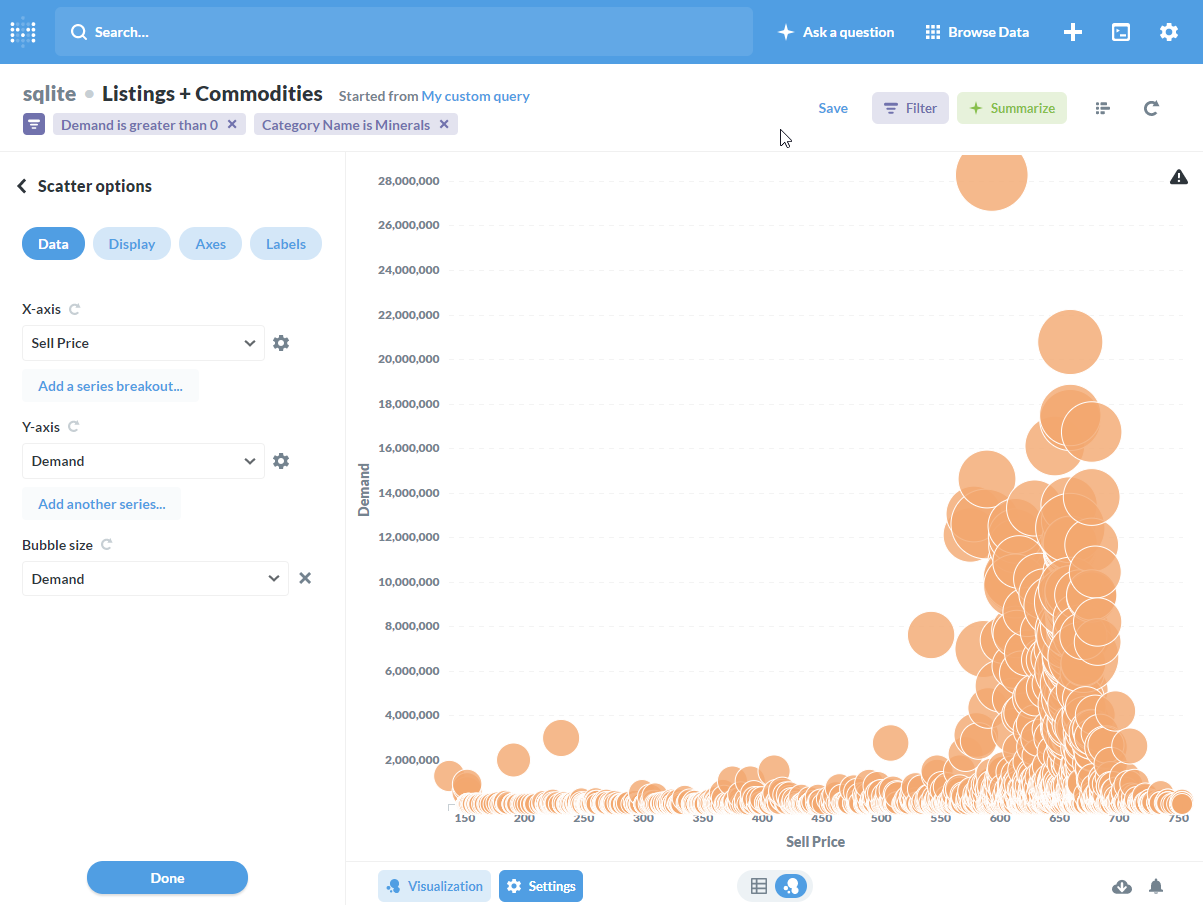 Search...
Ask a question
Browse Data
sqlite • Listings + Commodities Started from My custom query
Demand is greater than 0 ×
Category Name is Minerals ×
Save
Filter
Summarize
Scatter options
Data
Display
Axes
Labels
X-axis
Sell Price
Add a series breakout...
Y-axis
Demand
Add another series...
Bubble size
Demand
Done
28,000,000
26,000,000
24,000,000
22,000,000
20,000,000
18,000,000
16,000,000
14,000,000
12,000,000
10,000,000
8,000,000
6,000,000
4,000,000
2,000,000
Demand
150 200 250 300 350 400 450 500 550 600 650 700 750
Sell Price
Visualization
Settings